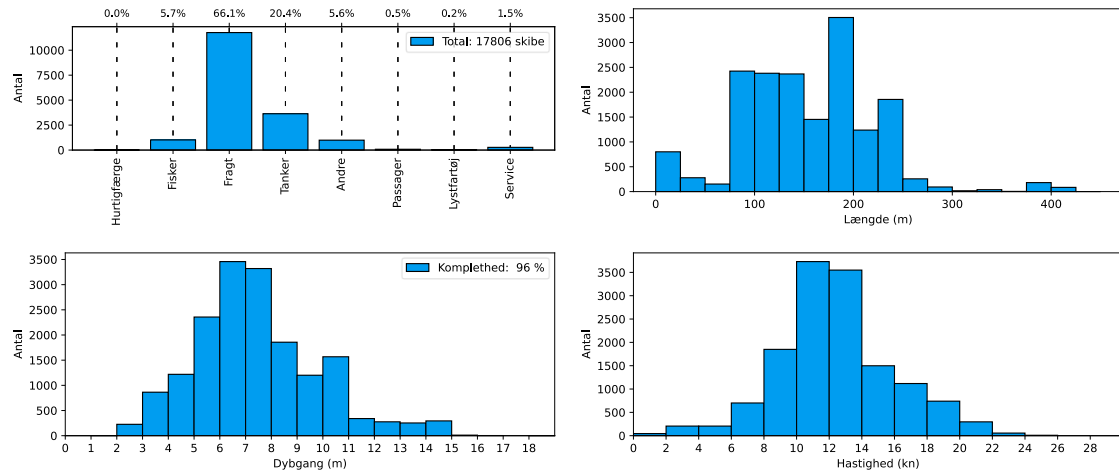 0.0% 5.7% 66.1% 20.4% 5.6% 0.5% 0.2% 1.5%
Total: 17806 skibe
Antal
10000
7500
5000
2500
0
Hurtigfærge Fisker Fragt Tanker Andre Passager Lystfartøj Service
Antal
3500
3000
2500
2000
1500
1000
500
0
0 100 200 300 400
Længde (m)
Komplethed: 96 %
Antal
3500
3000
2500
2000
1500
1000
500
0
0 1 2 3 4 5 6 7 8 9 10 11 12 13 14 15 16 17 18
Dybgang (m)
Antal
3500
3000
2500
2000
1500
1000
500
0
0 2 4 6 8 10 12 14 16 18 20 22 24 26 28
Hastighed (kn)